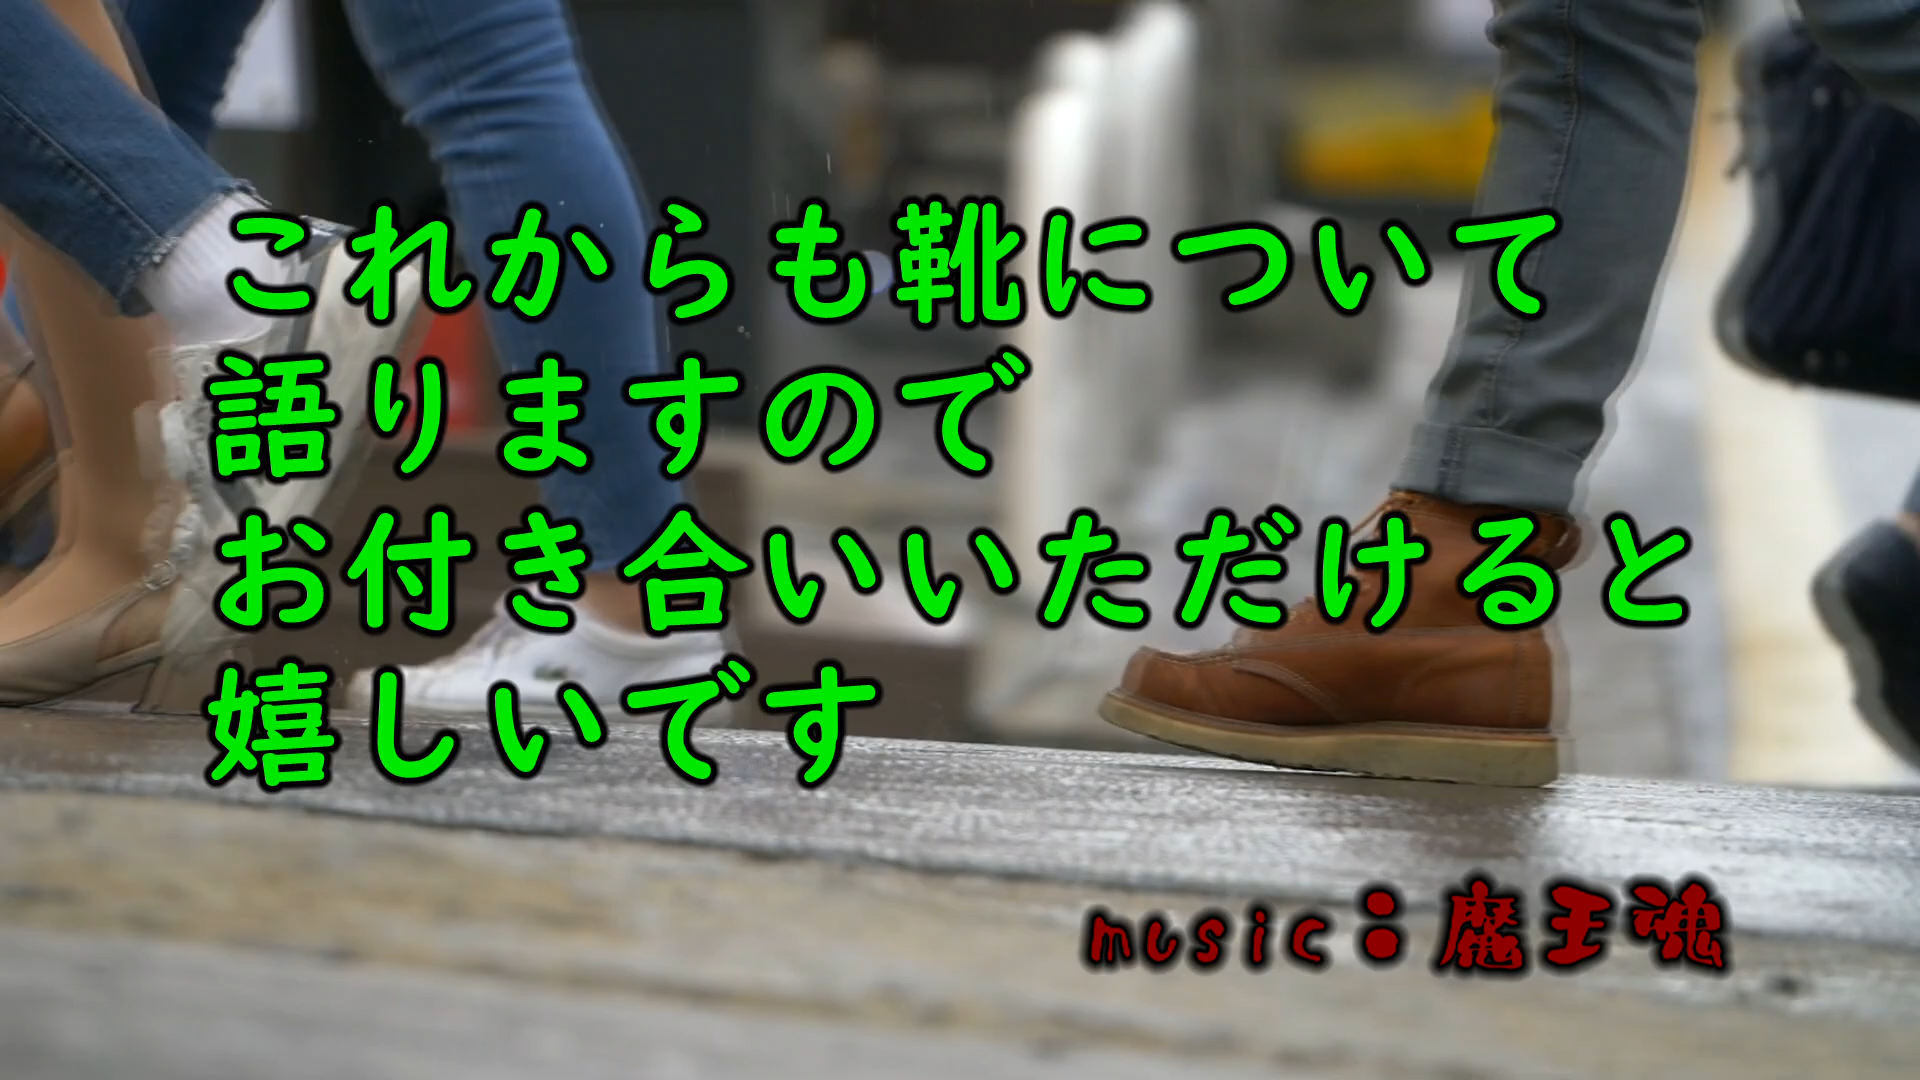 これからも靴について
語りますので
お付き合いいただけると
嬉しいです
music：魔王魂